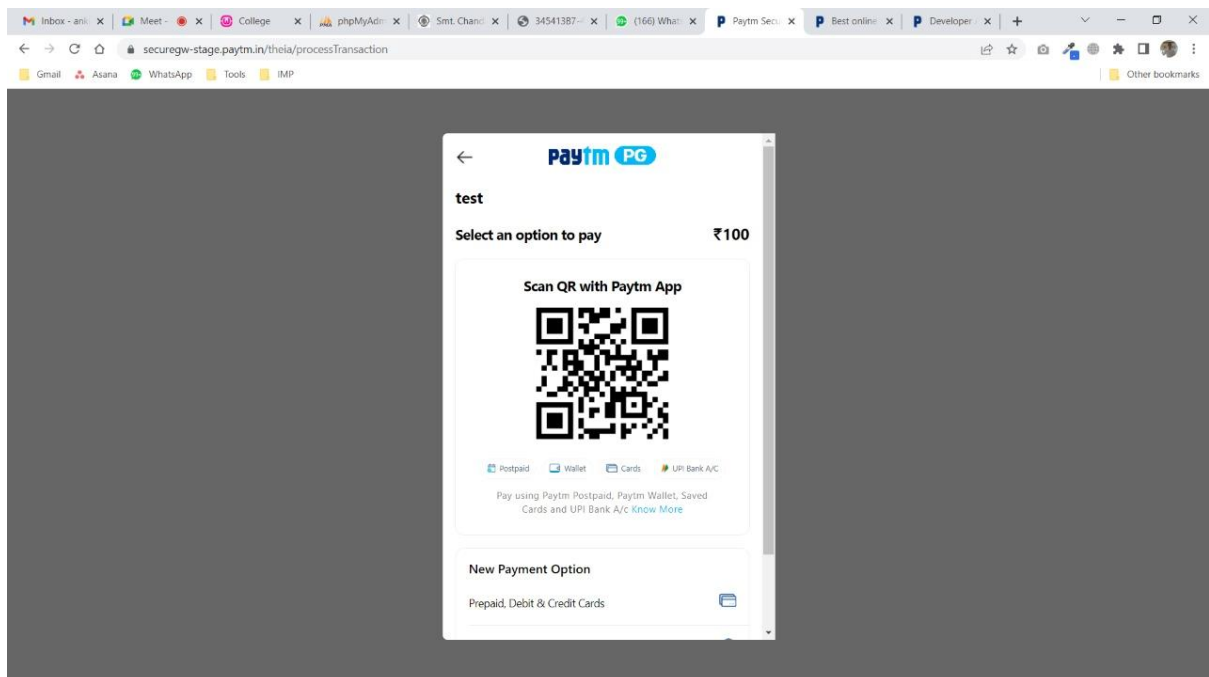 Inbox - ank
Meet -
College
phpMyAdm
Smt. Chand
34541387-
(166) What
Paytm Secu
Best online
Developer
securegw-stage.paytm.in/theia/processTransaction
Gmail
Asana
WhatsApp
Tools
IMP
Other bookmarks
paytm PG
test
Select an option to pay ₹100
Scan QR with Paytm App
Postpaid Wallet Cards UPI Bank A/C
Pay using Paytm Postpaid, Paytm Wallet, Saved
Cards and UPI Bank A/c Know More
New Payment Option
Prepaid, Debit & Credit Cards